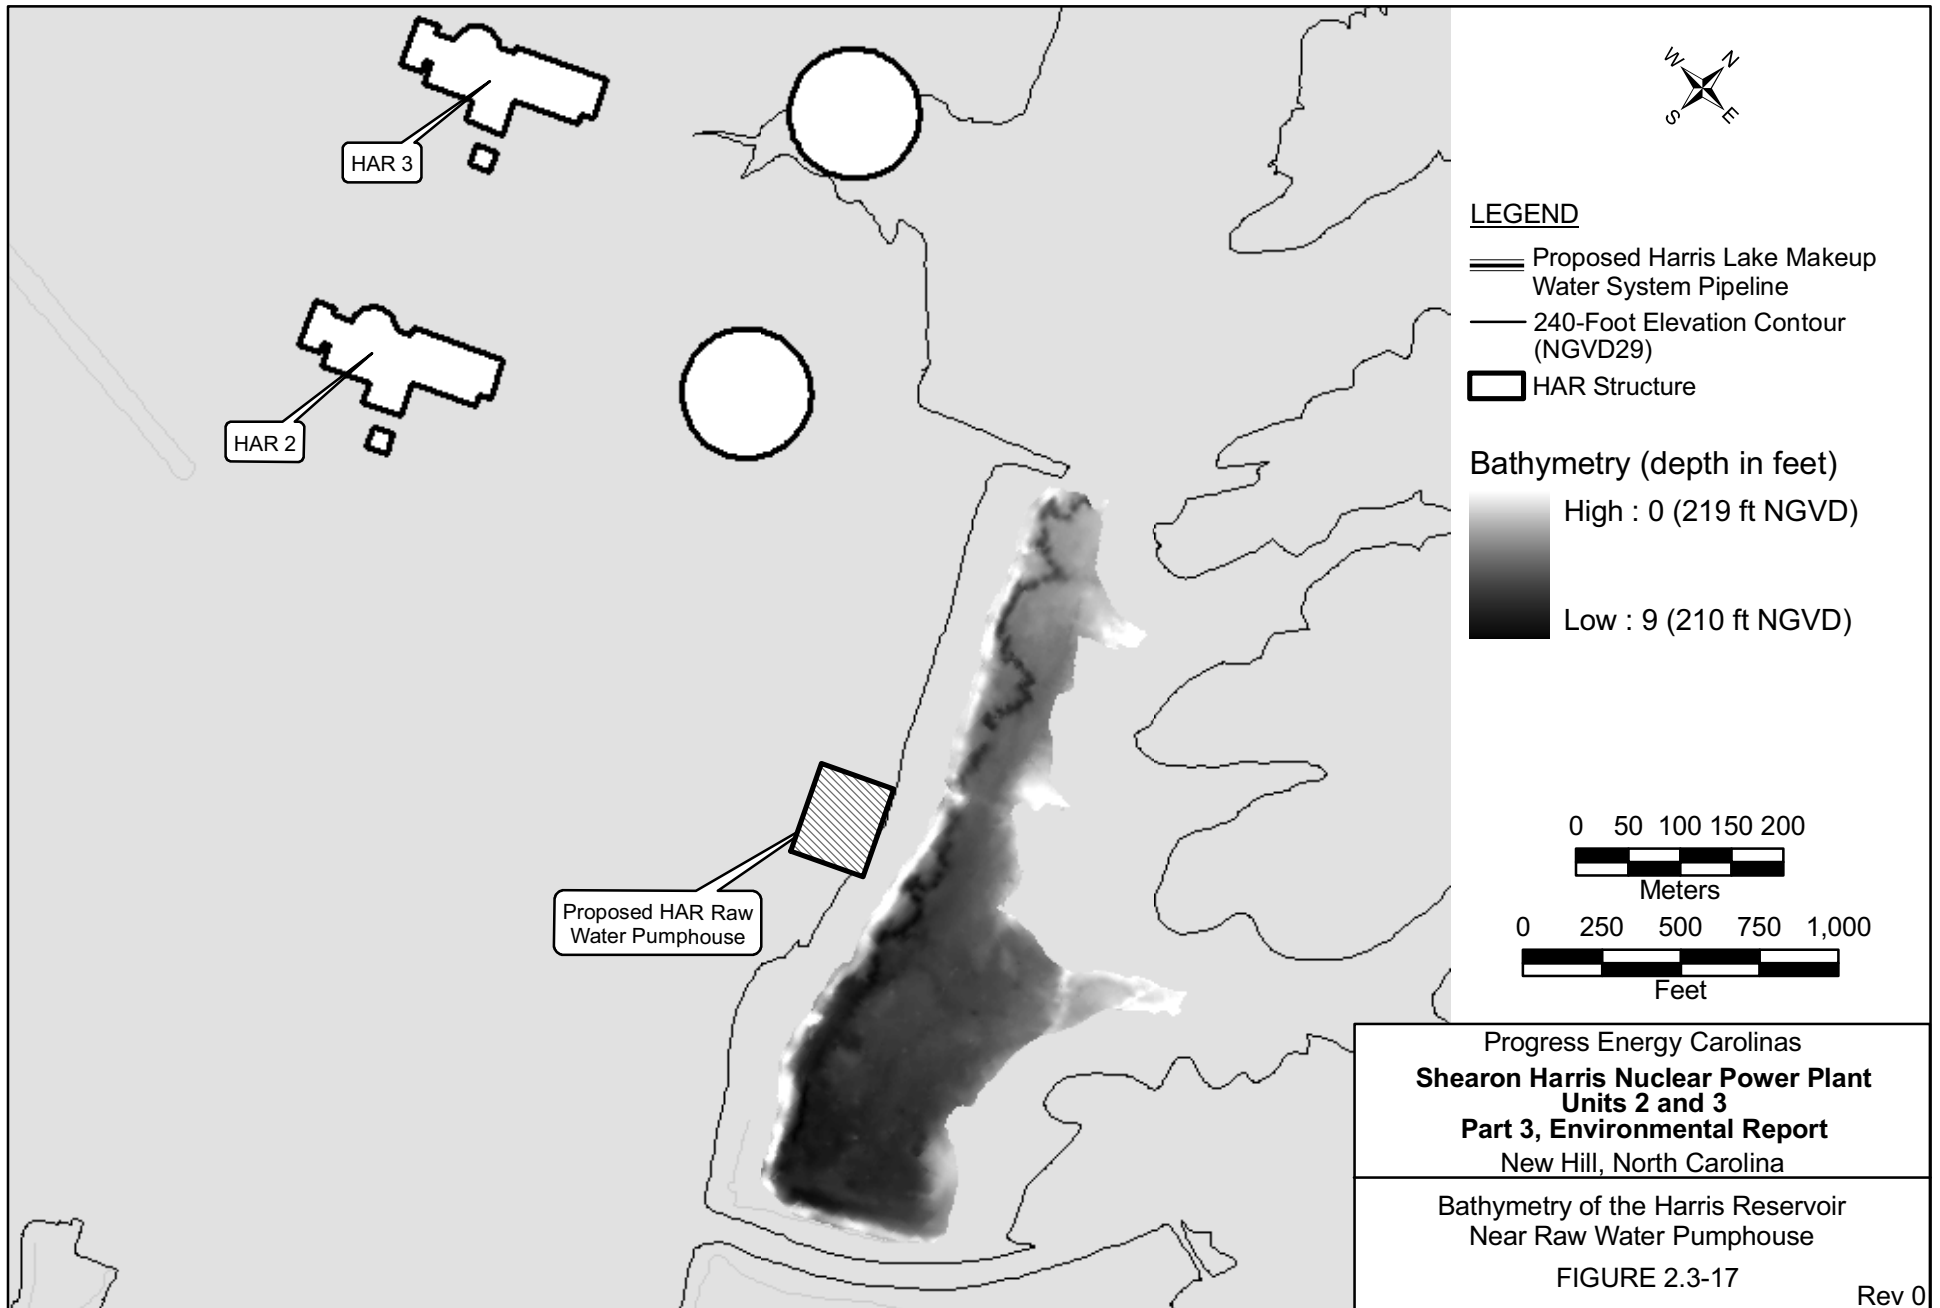 HAR 3
HAR 2
Proposed HAR Raw
Water Pumphouse
W
N
S
E
LEGEND
Proposed Harris Lake Makeup
Water System Pipeline
240-Foot Elevation Contour
(NGVD29)
HAR Structure
Bathymetry (depth in feet)
High : 0 (219 ft NGVD)
Low : 9 (210 ft NGVD)
0 50 100 150 200
Meters
0 250 500 750 1,000
Feet
Progress Energy Carolinas
Shearon Harris Nuclear Power Plant
Units 2 and 3
Part 3, Environmental Report
New Hill, North Carolina
Bathymetry of the Harris Reservoir
Near Raw Water Pumphouse
FIGURE 2.3-17
Rev 0